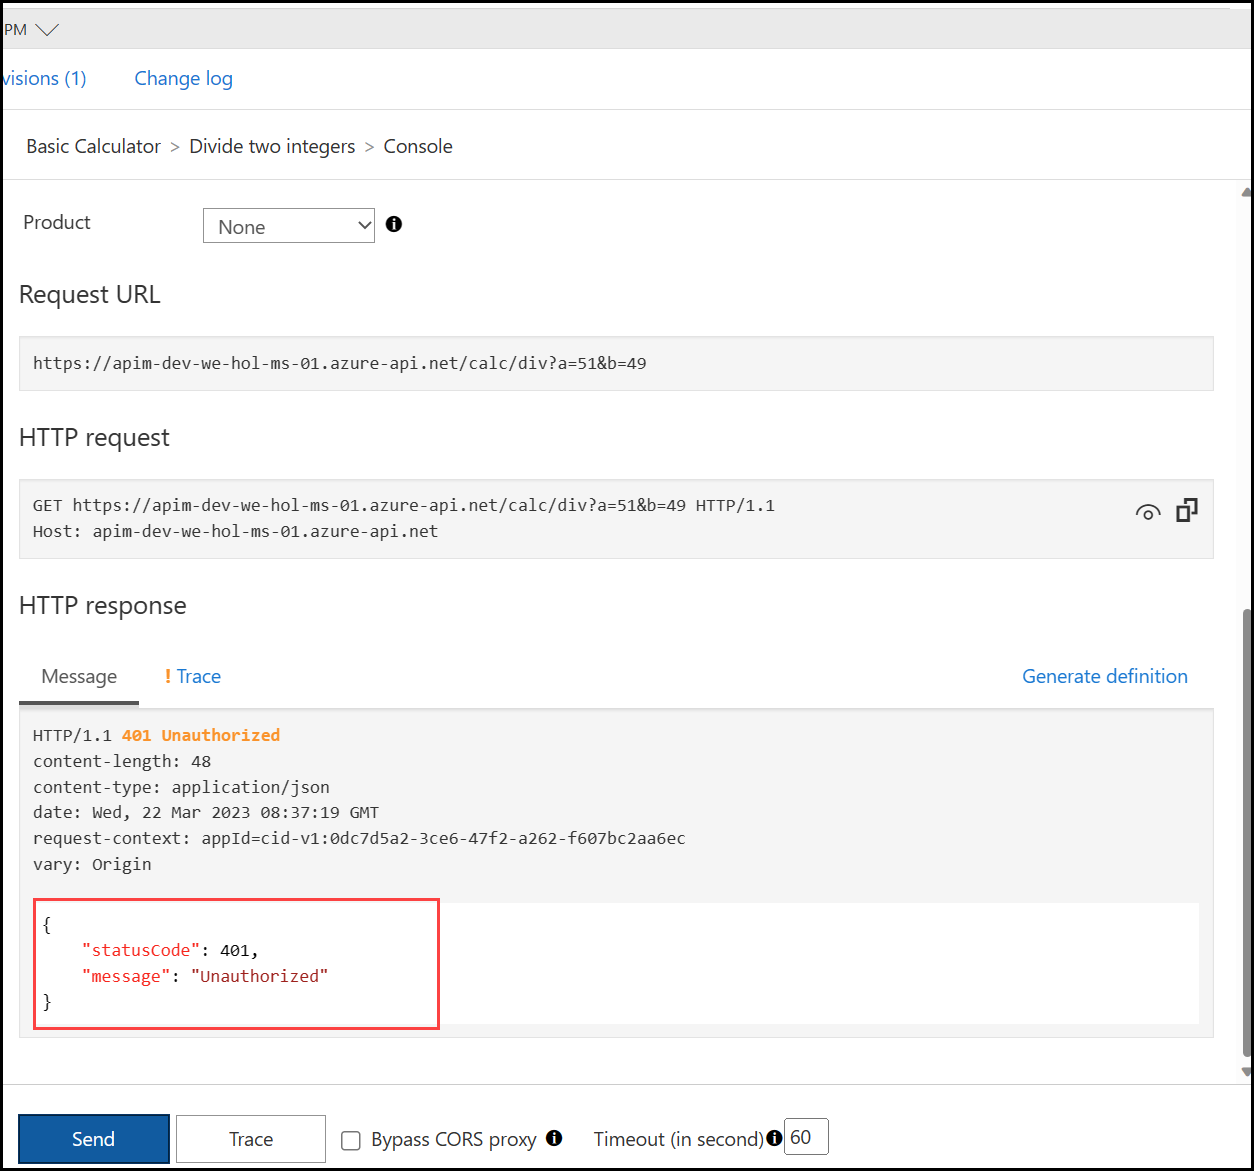 PM
visions (1) Change log
Basic Calculator > Divide two integers > Console
Product None
Request URL
https://apim-dev-we-hol-ms-01.azure-api.net/calc/div?a=51&b=49
HTTP request
GET https://apim-dev-we-hol-ms-01.azure-api.net/calc/div?a=51&b=49 HTTP/1.1
Host: apim-dev-we-hol-ms-01.azure-api.net
HTTP response
Message ! Trace Generate definition
HTTP/1.1 401 Unauthorized
content-length: 48
content-type: application/json
date: Wed, 22 Mar 2023 08:37:19 GMT
request-context: appId=cid-v1:0dc7d5a2-3ce6-47f2-a262-f607bc2aa6ec
vary: Origin
{
"statusCode": 401,
"message": "Unauthorized"
}
Send Trace Bypass CORS proxy Timeout (in second) 60